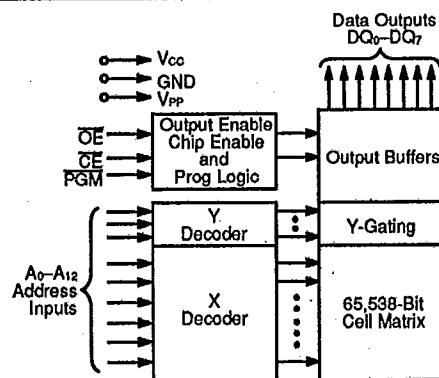 Data Outputs
DQ0–DQ7
VCC
GND
VPP
OE
CE
PGM
Output Enable
Chip Enable
and
Prog Logic
Output Buffers
Y
Decoder
Y-Gating
A0–A12
Address
Inputs
X
Decoder
65,538-Bit
Cell Matrix